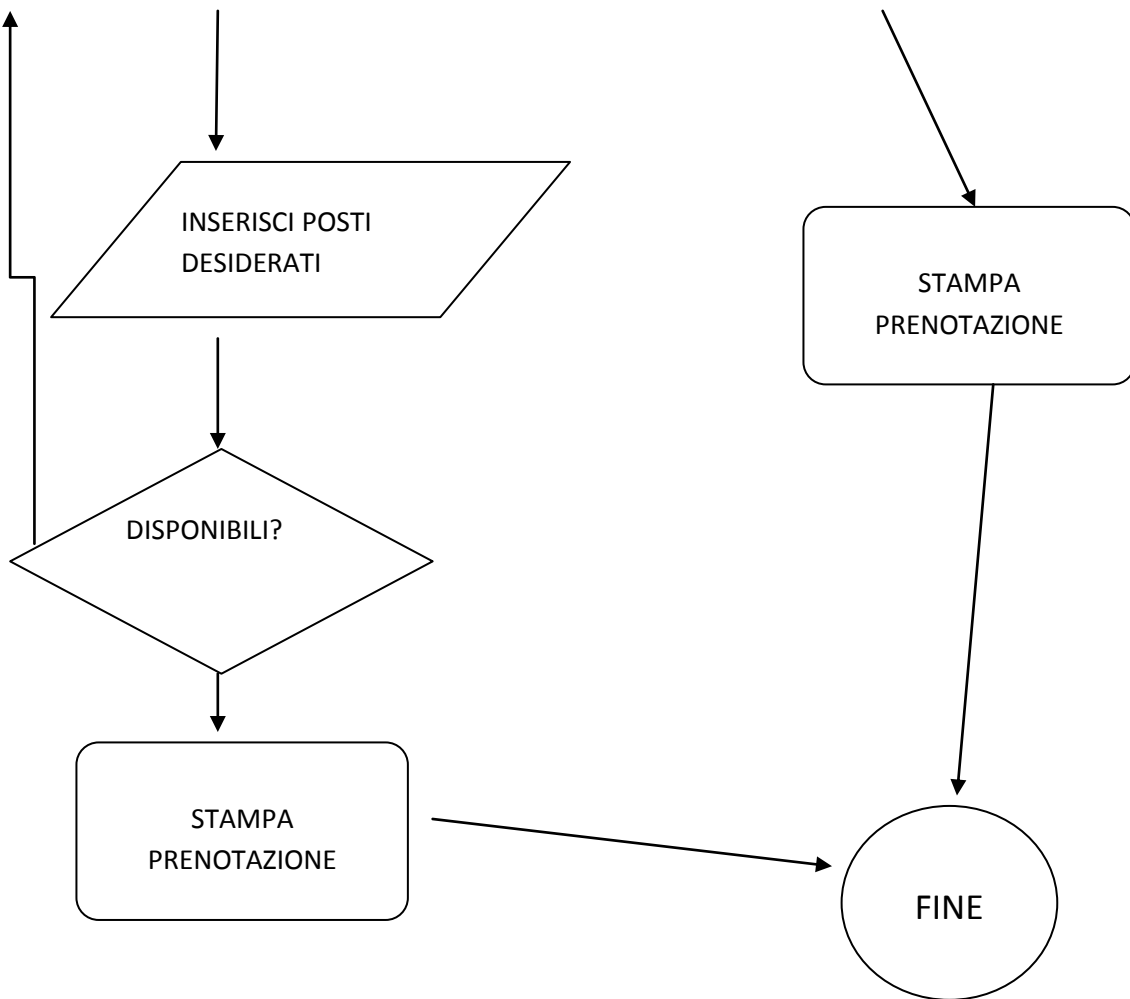 INSERISCI POSTI
DESIDERATI
STAMPA
PRENOTAZIONE
DISPONIBILI?
STAMPA
PRENOTAZIONE
FINE